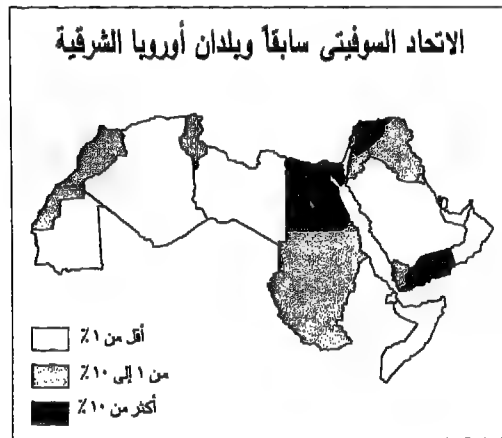 الاتحاد السوفيتى سابقاً وبلدان أوروبا الشرقية
أقل من ١٪
من ١ إلى ١٠٪
أكثر من ١٠٪